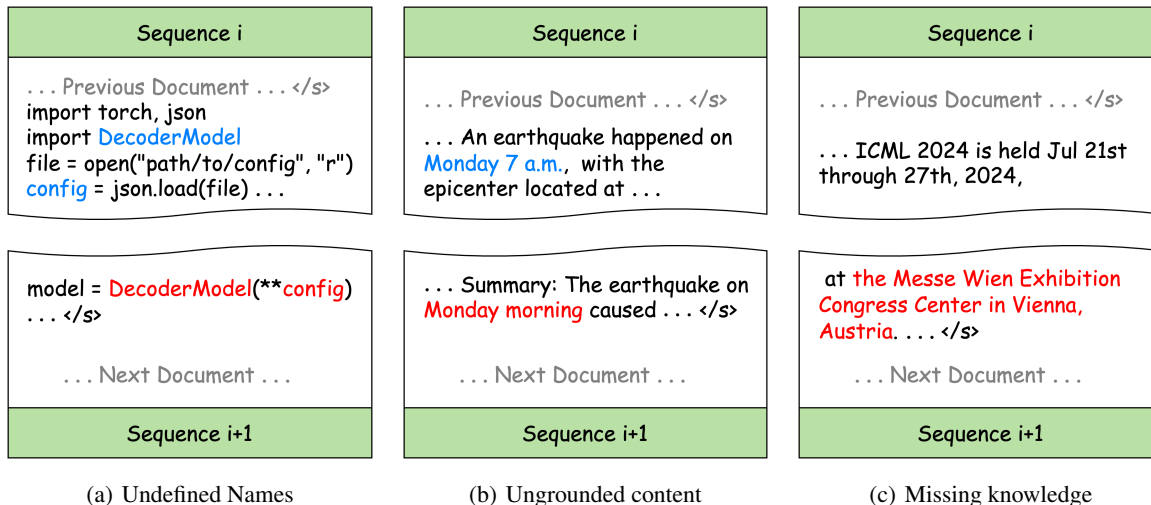 Sequence i
. . . Previous Document . . . </s>
import torch, json
import DecoderModel
file = open("path/to/config", "r")
config = json.load(file) . . .
model = DecoderModel(**config)
. . . </s>
. . . Next Document . . .
Sequence i+1
(a) Undefined Names
Sequence i
. . . Previous Document . . . </s>
. . . An earthquake happened on
Monday 7 a.m., with the
epicenter located at . . .
. . . Summary: The earthquake on
Monday morning caused . . . </s>
. . . Next Document . . .
Sequence i+1
(b) Ungrounded content
Sequence i
. . . Previous Document . . . </s>
. . . ICML 2024 is held Jul 21st
through 27th, 2024,
at the Messe Wien Exhibition
Congress Center in Vienna,
Austria. . . . </s>
. . . Next Document . . .
Sequence i+1
(c) Missing knowledge